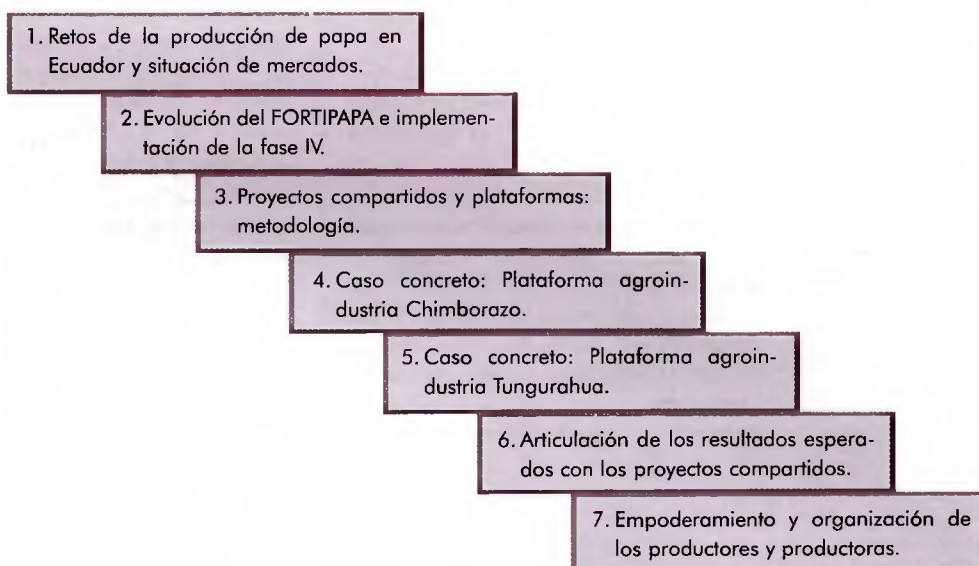 1. Retos de la producción de papa en
Ecuador y situación de mercados.
2. Evolución del FORTIPAPA e implemen-
tación de la fase IV.
3. Proyectos compartidos y plataformas:
metodología.
4. Caso concreto: Plataforma agroin-
dustria Chimborazo.
5. Caso concreto: Plataforma agroin-
dustria Tungurahua.
6. Articulación de los resultados espera-
dos con los proyectos compartidos.
7. Empoderamiento y organización de
los productores y productoras.